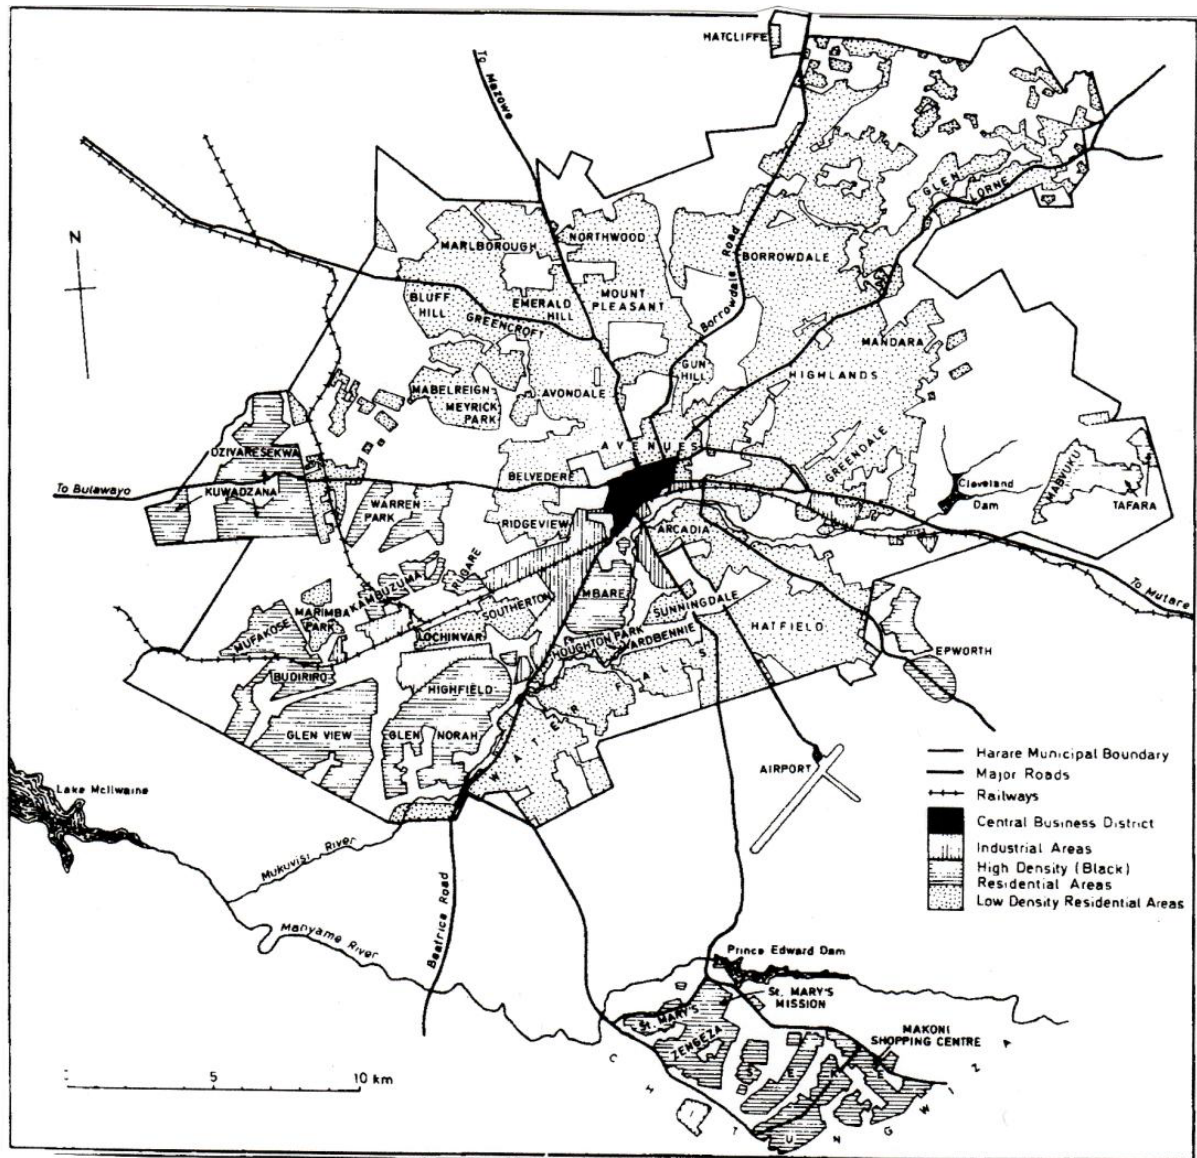 HATCLIFFE
To Mazowe
N
MARLBOROUGH
NORTHWOOD
GLEN
LORNE
BORROWDALE
Borrowdale Road
BLUFF
HILL
EMERALD
HILL
MOUNT
PLEASANT
GREENCROFT
MANDARA
GUN
HILL
HIGHLANDS
MABELREIGN
MEYRICK
PARK
AVONDALE
AVENUES
DZIVARESEKWA
BELVEDERE
GREENDALE
MABVUKU
To Bulawayo
KUWADZANA
WARREN
PARK
Cleveland
Dam
TAFARA
RIDGEVIEW
ARCADIA
RUGARE
KAMBUZUMA
MBARE
To Mutare
MARIMBA
PARK
SOUTHERTON
SUNNINGDALE
MUFAKOSE
LOCHINVAR
HOUGHTON PARK
WARDBENNIE
HATFIELD
EPWORTH
BUDIRIRO
HIGHFIELD
WATERFALLS
GLEN VIEW
GLEN NORAH
AIRPORT
Harare Municipal Boundary
Major Roads
Railways
Central Business District
Industrial Areas
High Density (Black)
Residential Areas
Low Density Residential Areas
Lake McIlwaine
Mukuvisi River
Manyame River
Beatrice Road
Prince Edward Dam
St. MARY'S
MISSION
St. MARY'S
ZENGEZA
MAKONI
SHOPPING CENTRE
SEKE
CHITUNGWIZA
5
10 km